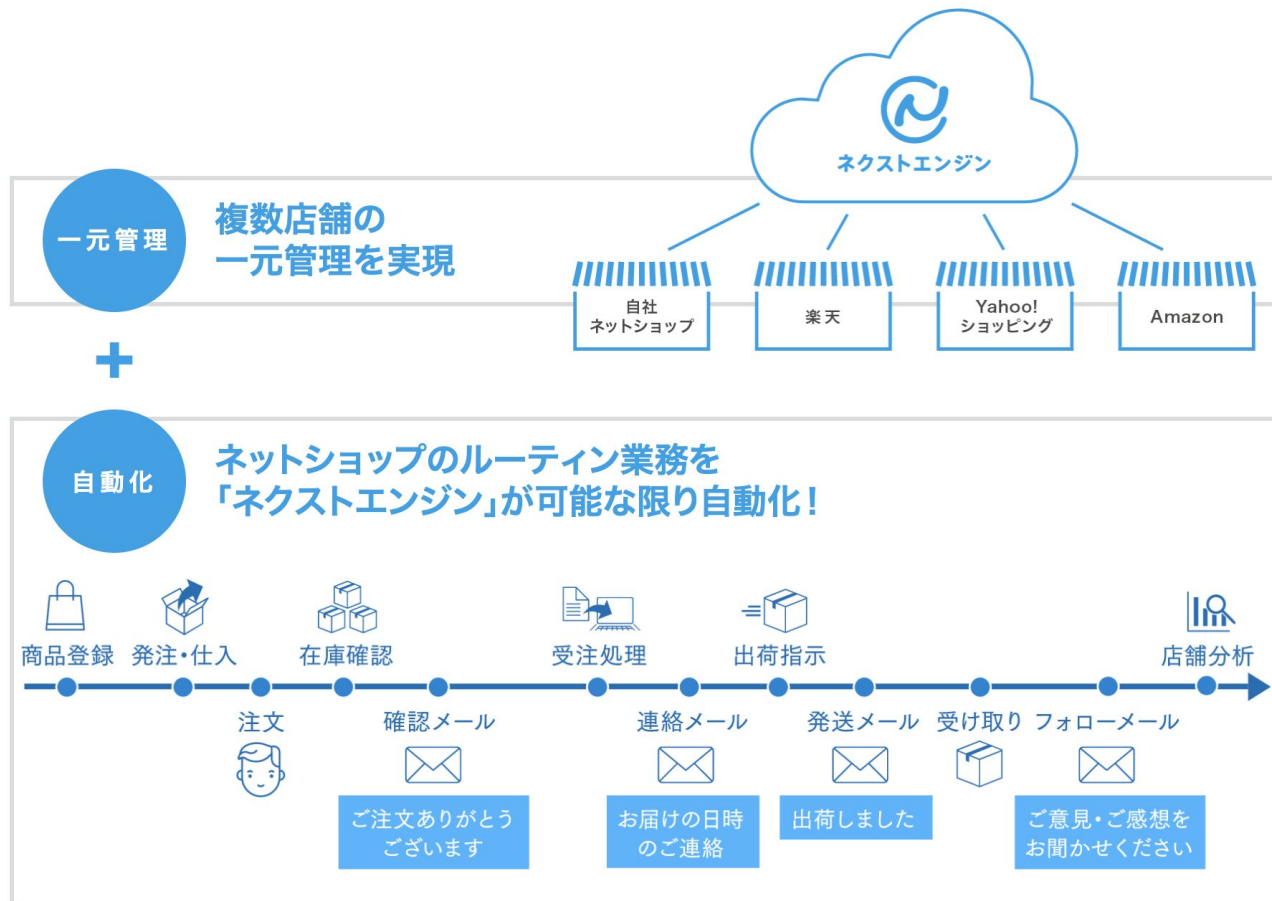 ネクストエンジン
一元管理
複数店舗の
一元管理を実現
自社
ネットショップ
楽天
Yahoo!
ショッピング
Amazon
+
自動化
ネットショップのルーティン業務を
「ネクストエンジン」が可能な限り自動化!
商品登録
発注・仕入
在庫確認
受注処理
出荷指示
店舗分析
注文
確認メール
連絡メール
発送メール
受け取り
フォローメール
ご注文ありがとう
ございます
お届けの日時
のご連絡
出荷しました
ご意見・ご感想を
お聞かせください